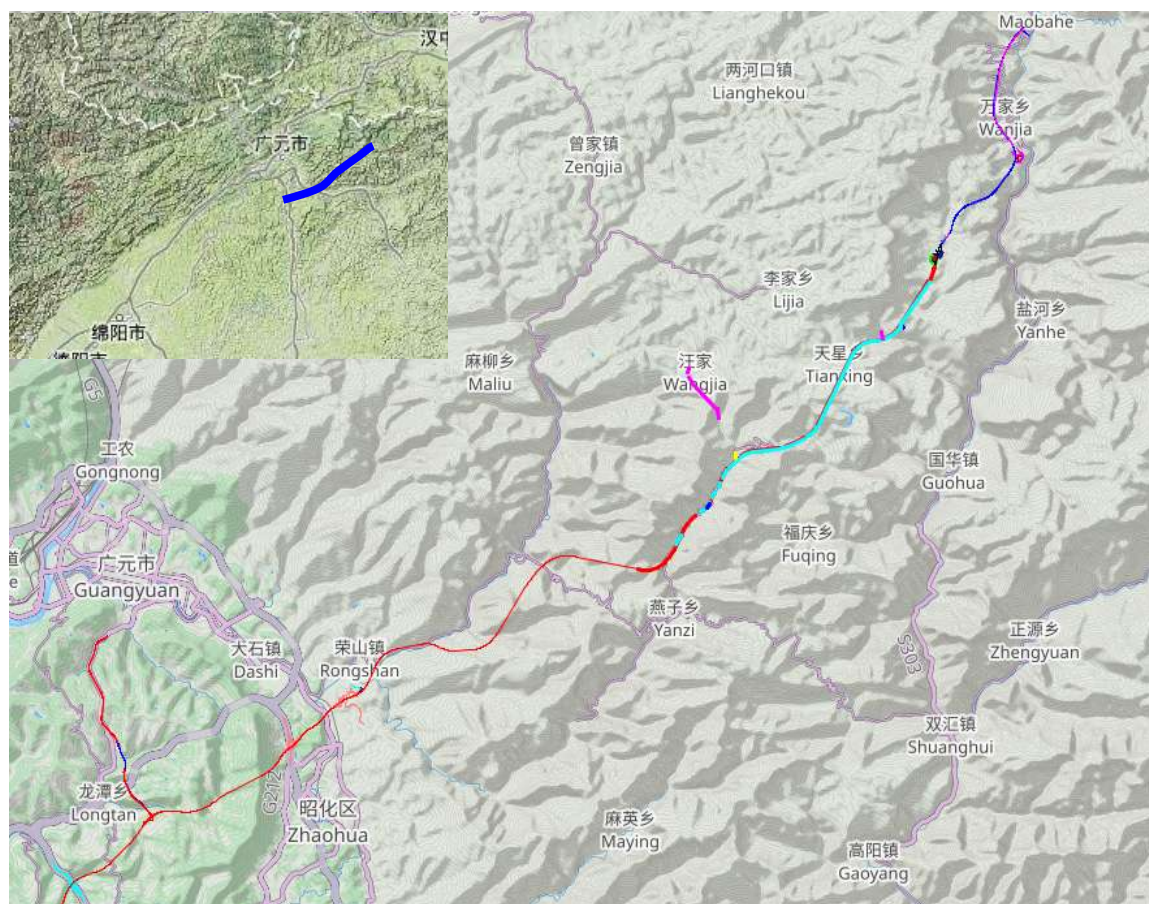 汉中
广元市
绵阳市
Maobahe
两河口镇
Lianghekou
万家乡
Wanjia
曾家镇
Zengjia
李家乡
Lijia
盐河乡
Yanhe
麻柳乡
Maliu
汪家
Wangjia
天星乡
Tianxing
G5
工农
Gongnong
国华镇
Guohua
福庆乡
Fuqing
道
广元市
Guangyuan
燕子乡
Yanzi
大石镇
Dashi
荣山镇
Rongshan
正源乡
Zhengyuan
S303
双汇镇
Shuanghui
龙潭乡
Longtan
G212
昭化区
Zhaohua
麻英乡
Maying
高阳镇
Gaoyang